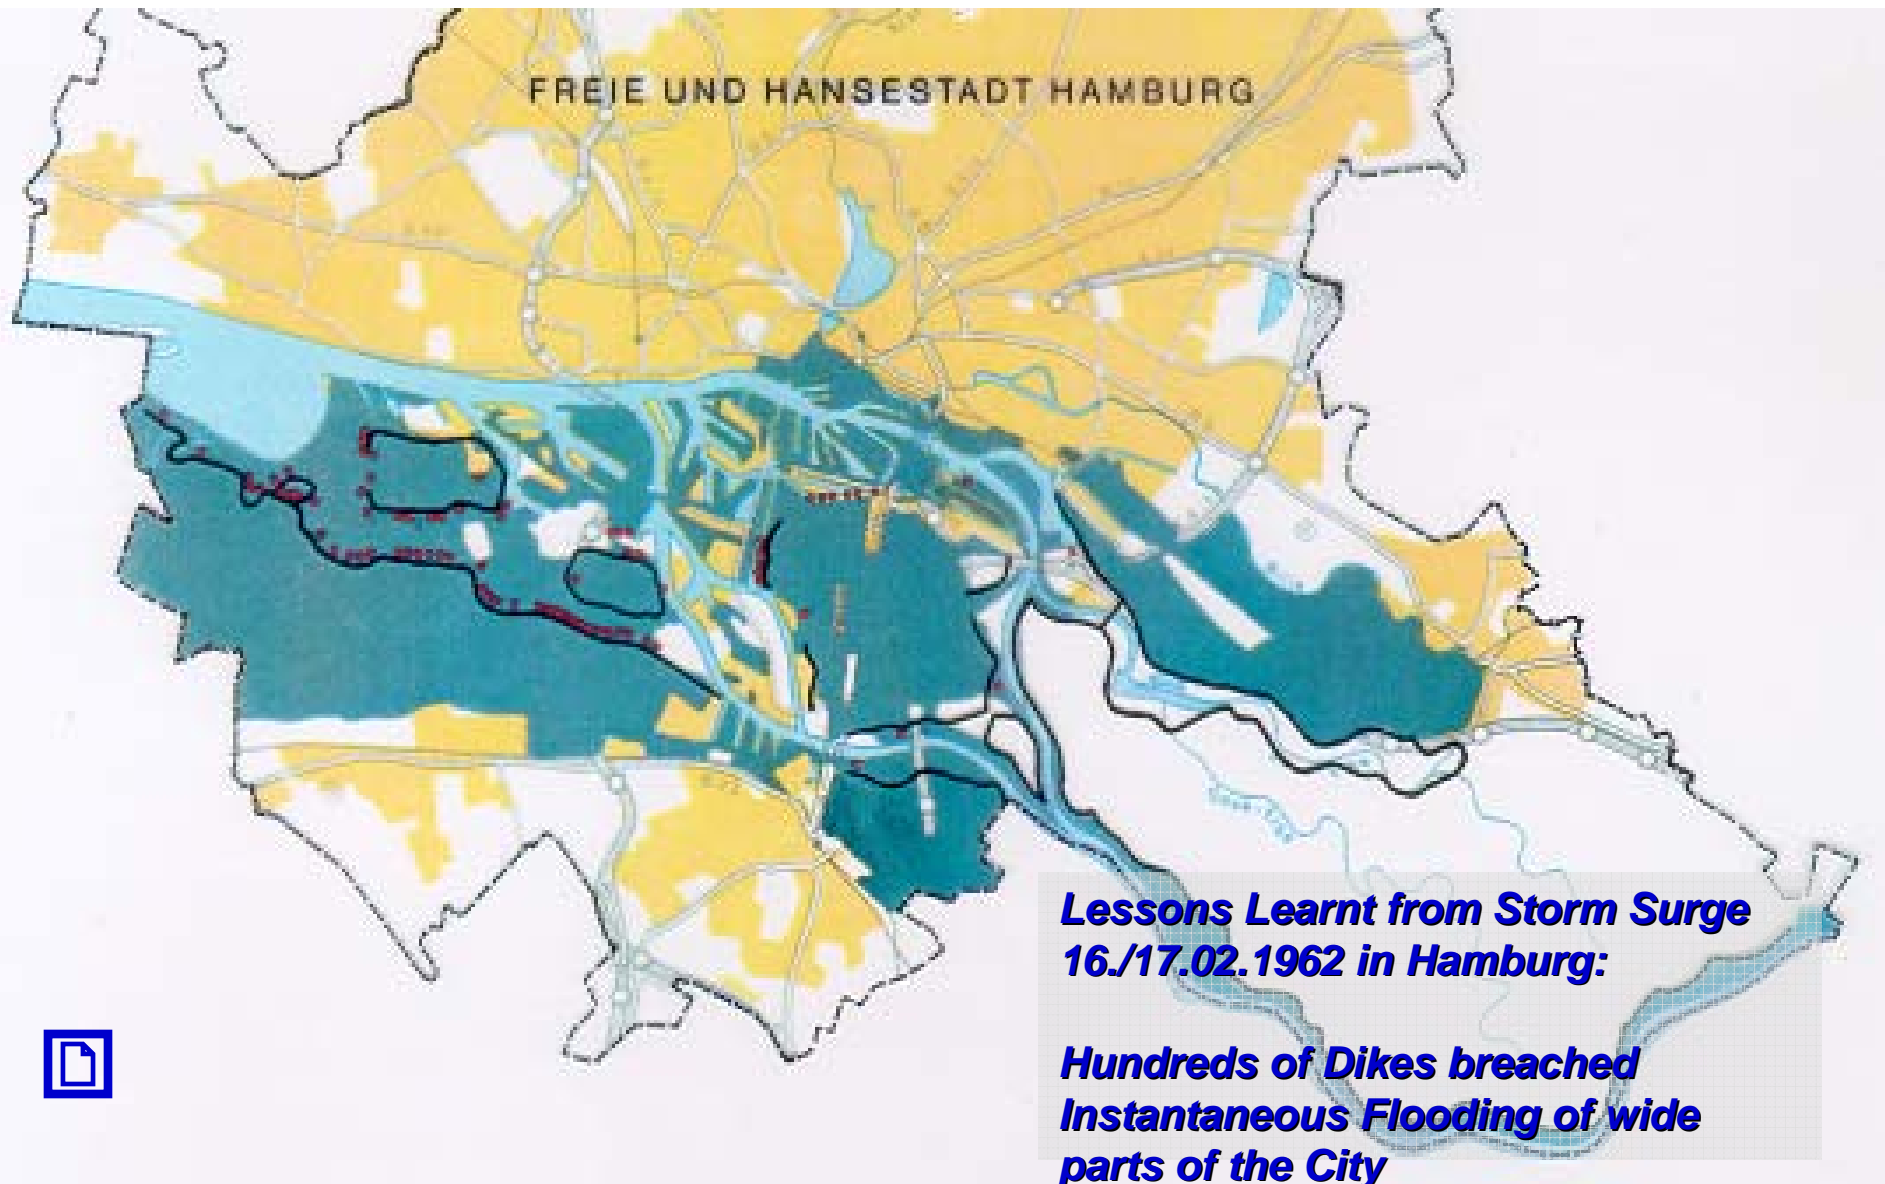 FREIE UND HANSESTADT HAMBURG
Lessons Learnt from Storm Surge
16./17.02.1962 in Hamburg:
Hundreds of Dikes breached
Instantaneous Flooding of wide
parts of the City